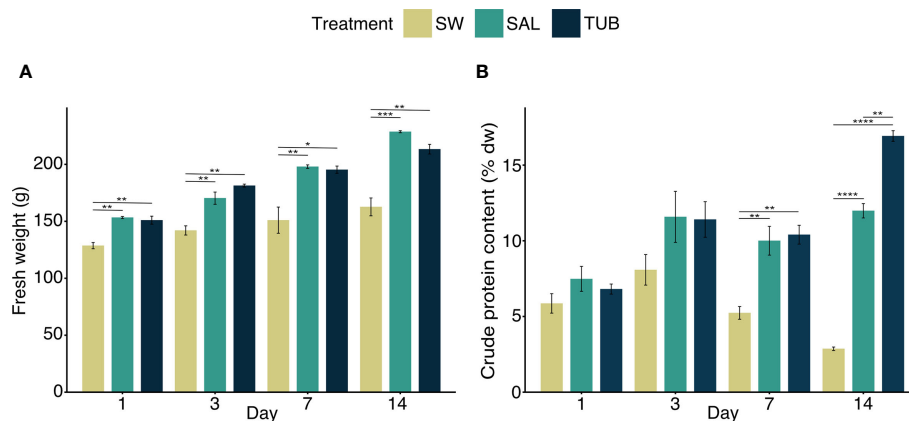 Treatment SW SAL TUB
A
B
Fresh weight (g)
200
150
100
50
0
** **
** **
** *
*** **
1 3 7 14
Day
Crude protein content (% dw)
15
10
5
0
** **
**** **** **
1 3 7 14
Day